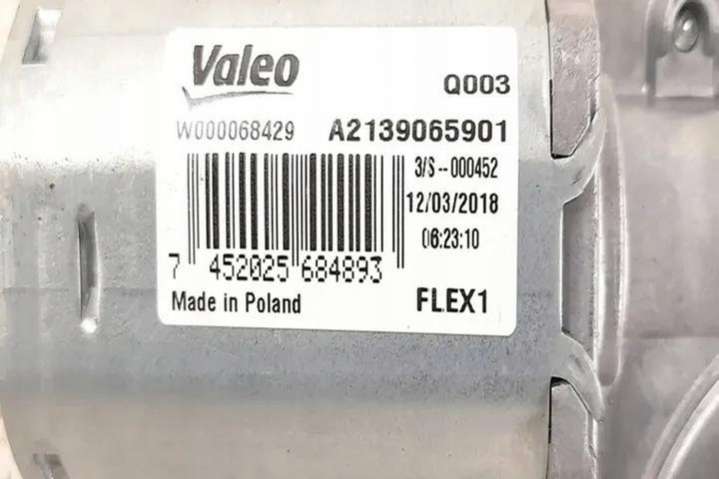 Valeo
Q003
W000068429 A2139065901
3/S--000452
12/03/2018
06:23:10
7 452025 684893
Made in Poland FLEX1